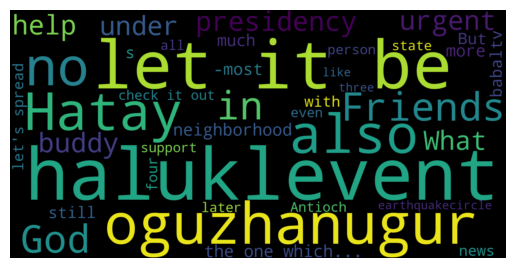 help under presidency urgent But
all much person state more babaltv
no let it be
s -most like three
let's spread check it out even with
Hatay in Friends
buddy neighborhood also What
four support
haluklevent
still later Antioch earthquakecircle
God oguzhanugur
the one which... news